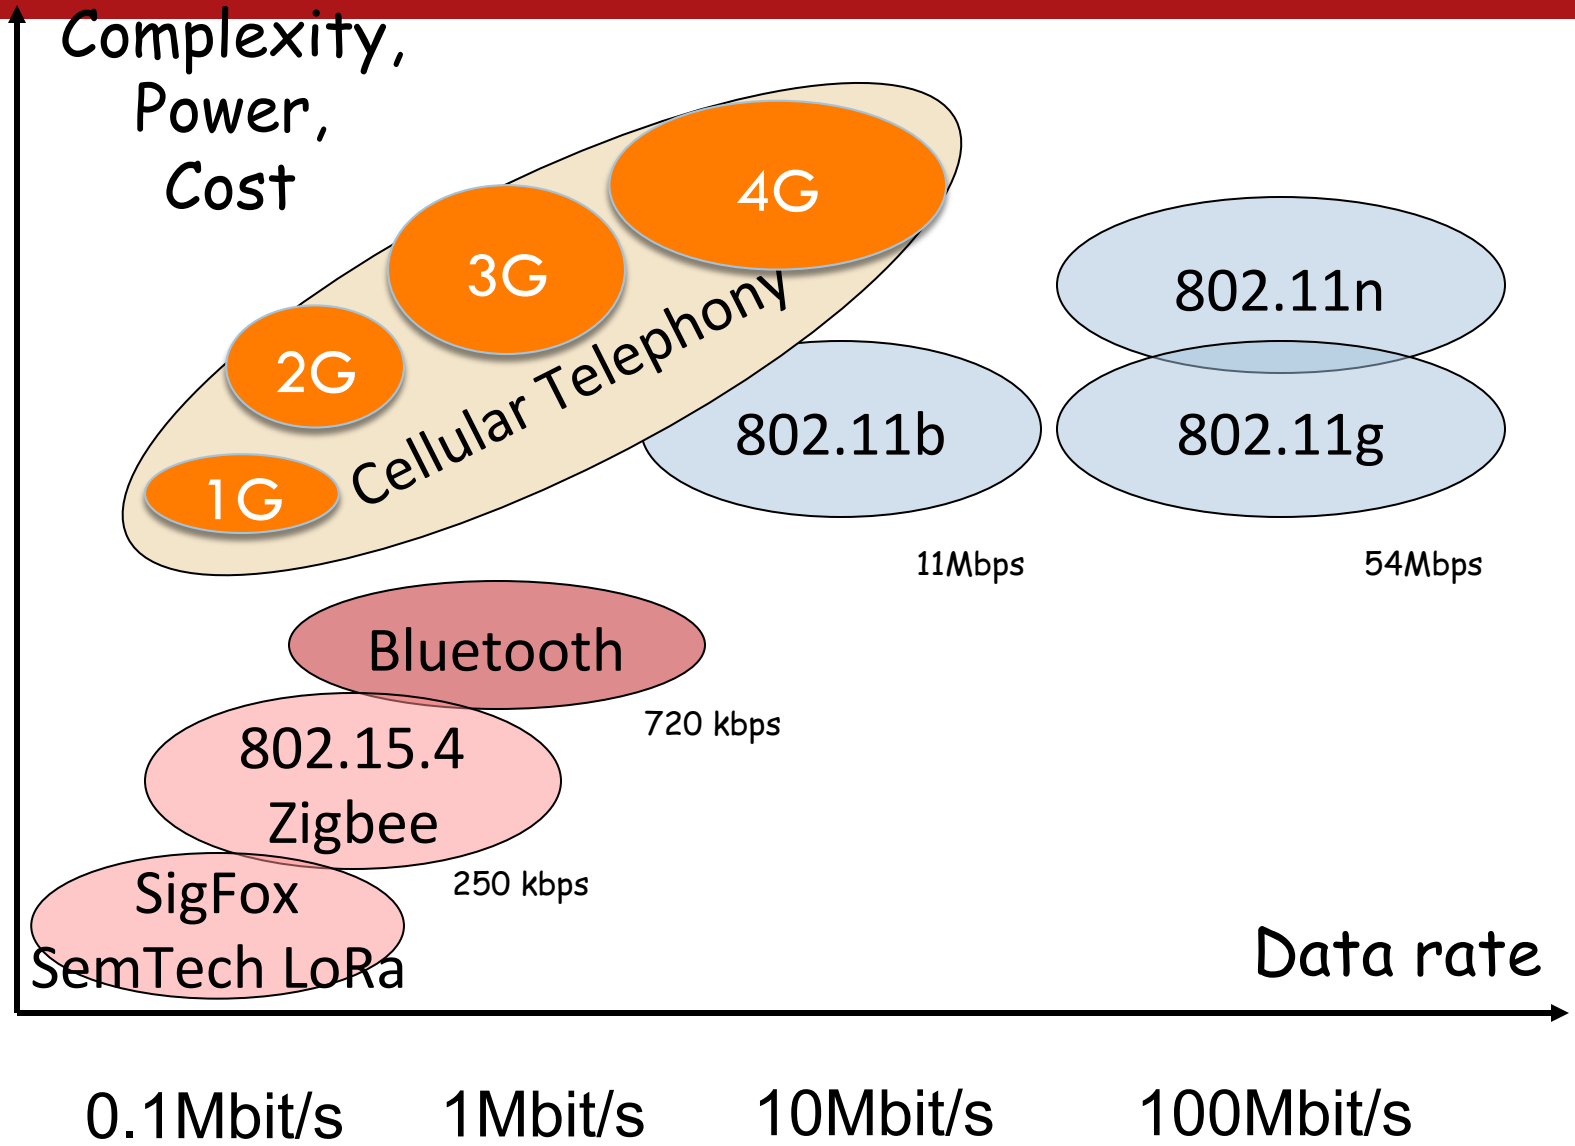 Complexity,
Power,
Cost
4G
3G
2G
1G
Cellular Telephony
802.11n
802.11b
802.11g
11Mbps
54Mbps
Bluetooth
720 kbps
802.15.4
Zigbee
250 kbps
SigFox
SemTech LoRa
Data rate
0.1Mbit/s
1Mbit/s
10Mbit/s
100Mbit/s